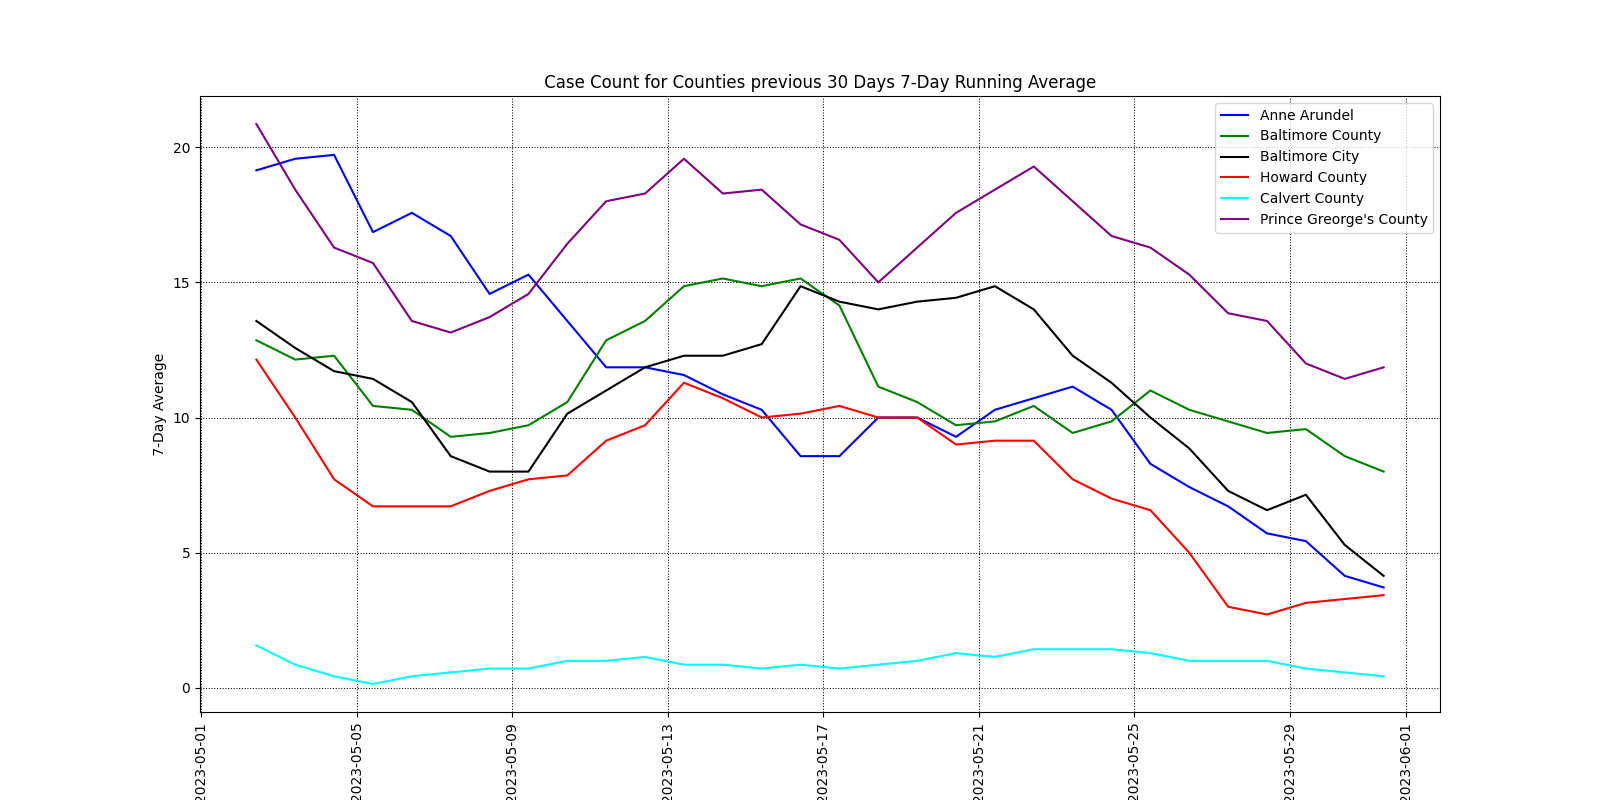 Case Count for Counties previous 30 Days 7-Day Running Average
Anne Arundel
Baltimore County
Baltimore City
Howard County
Calvert County
Prince Greorge's County
7-Day Average
20
15
10
5
0
2023-05-01
2023-05-05
2023-05-09
2023-05-13
2023-05-17
2023-05-21
2023-05-25
2023-05-29
2023-06-01